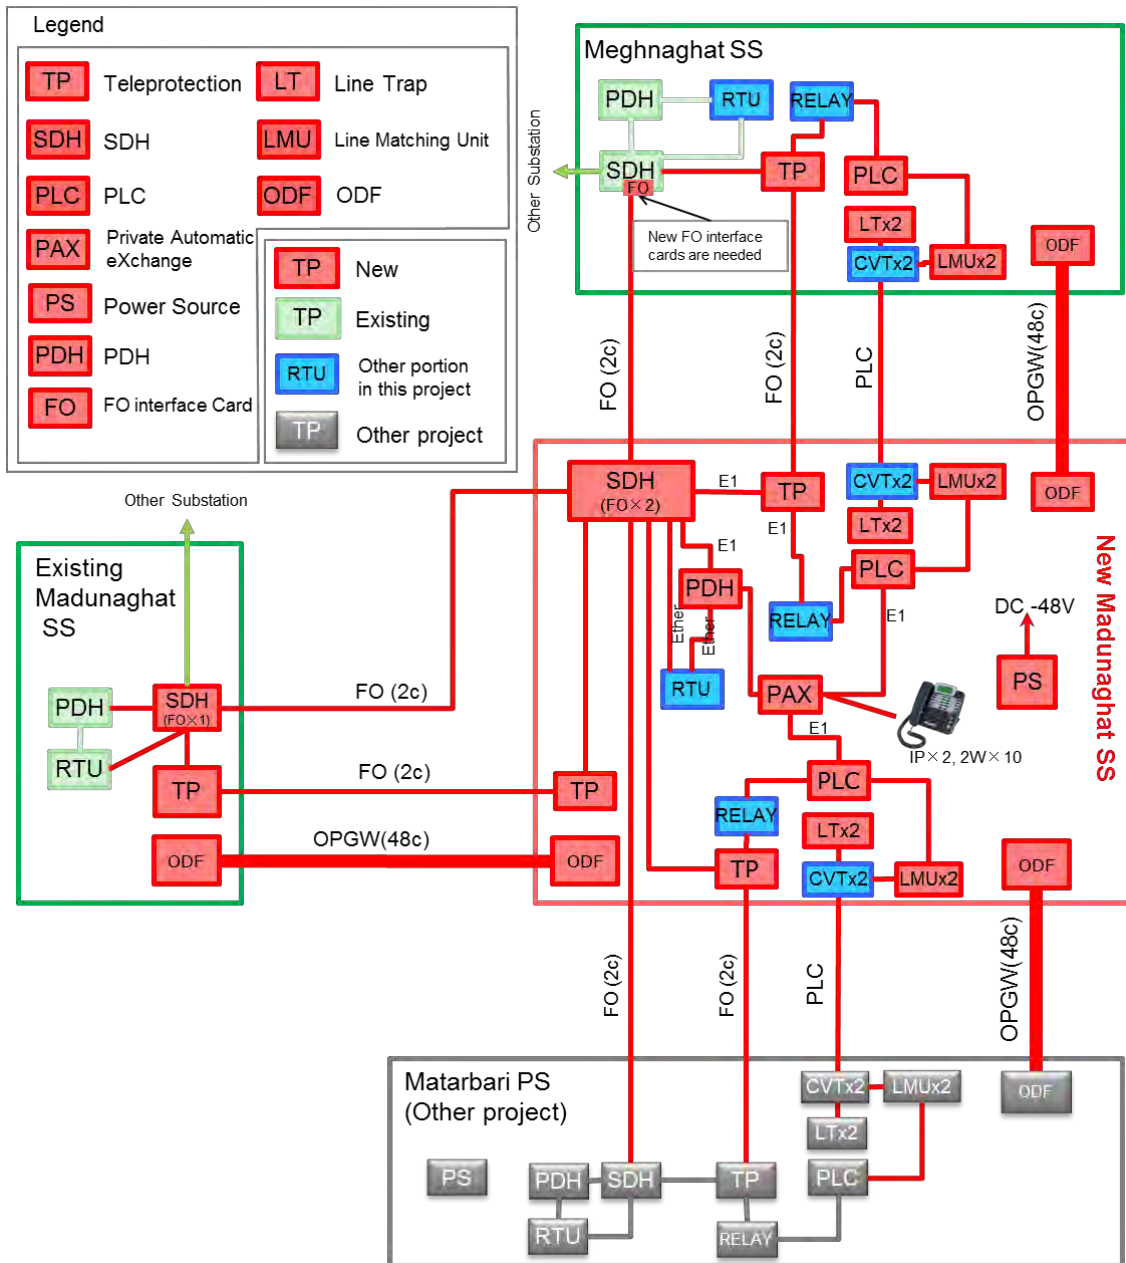 Legend
TP Teleprotection
LT Line Trap
SDH SDH
LMU Line Matching Unit
PLC PLC
ODF ODF
PAX Private Automatic
eXchange
PS Power Source
PDH PDH
FO FO interface Card
TP New
TP Existing
RTU Other portion
in this project
TP Other project
Meghnaghat SS
PDH
RTU
RELAY
Other Substation
SDH
FO
TP
PLC
New FO interface
cards are needed
LTx2
CVTx2
LMUx2
ODF
FO (2c)
FO (2c)
PLC
OPGW(48c)
New Madunaghat SS
SDH
(FO×2)
E1
TP
CVTx2
LMUx2
ODF
LTx2
E1
E1
PDH
PLC
RELAY
E1
Ether
Ether
RTU
PAX
DC -48V
PS
IP×2, 2W×10
E1
PLC
TP
RELAY
LTx2
TP
CVTx2
LMUx2
ODF
ODF
Other Substation
Existing
Madunaghat
SS
PDH
SDH
(FO×1)
RTU
TP
ODF
FO (2c)
FO (2c)
OPGW(48c)
FO (2c)
FO (2c)
PLC
OPGW(48c)
Matarbari PS
(Other project)
CVTx2
LMUx2
ODF
LTx2
PS
PDH
SDH
TP
PLC
RTU
RELAY